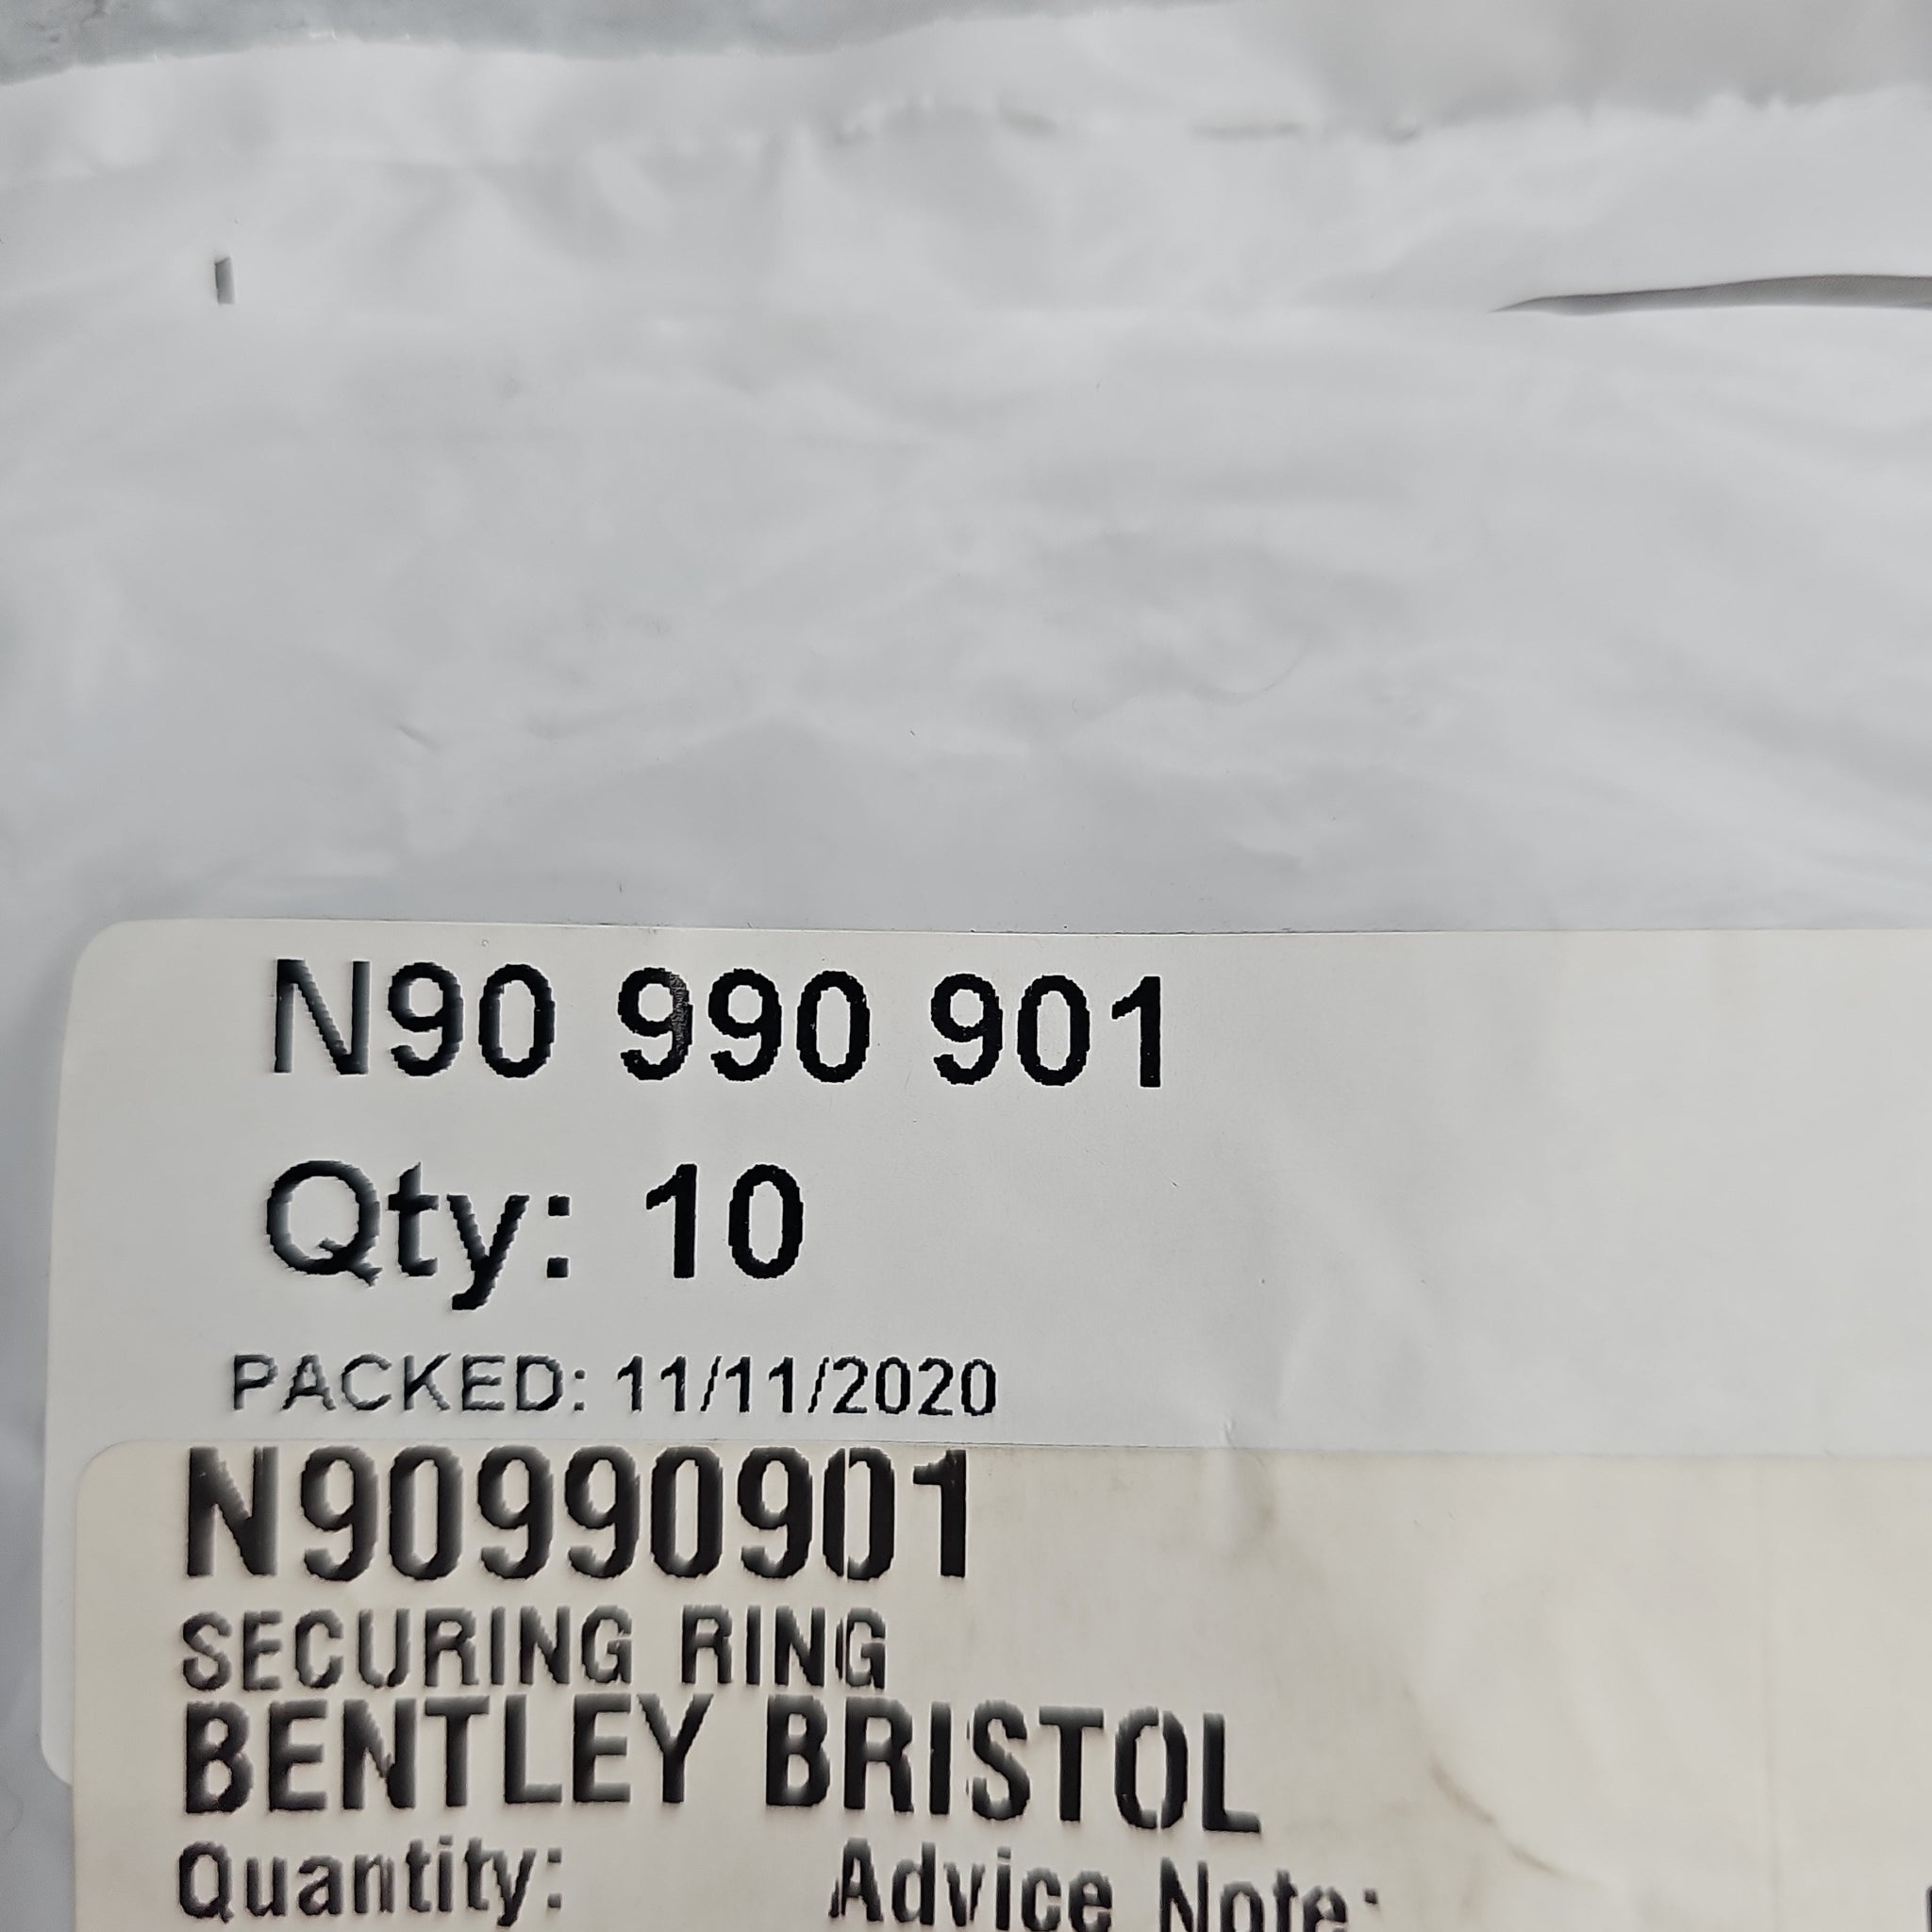 N90 990 901
Qty: 10
PACKED: 11/11/2020
N90990901
SECURING RING
BENTLEY BRISTOL
Quantity: Advice Note: